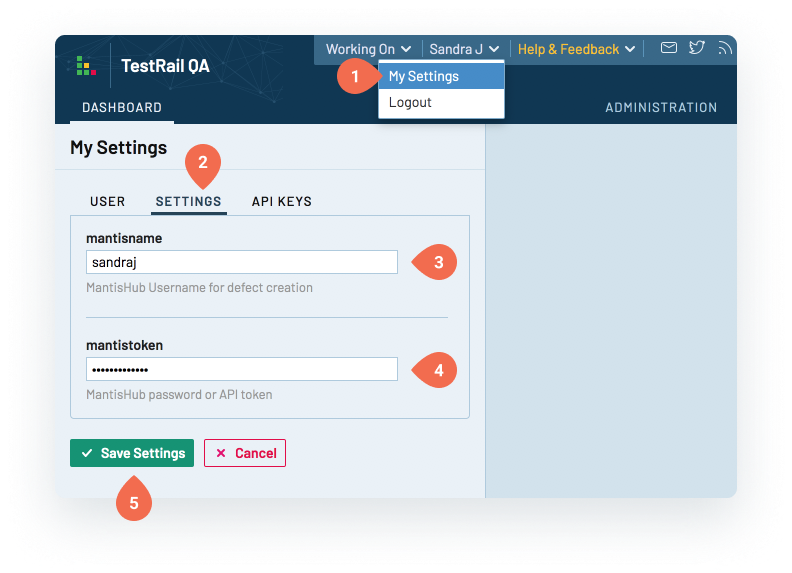 Working On
Sandra J
Help & Feedback
TestRail QA
1
My Settings
Logout
DASHBOARD
ADMINISTRATION
My Settings
2
USER
SETTINGS
API KEYS
mantisname
sandraj
3
MantisHub Username for defect creation
mantistoken
•••••••••••••
4
MantisHub password or API token
Save Settings
Cancel
5